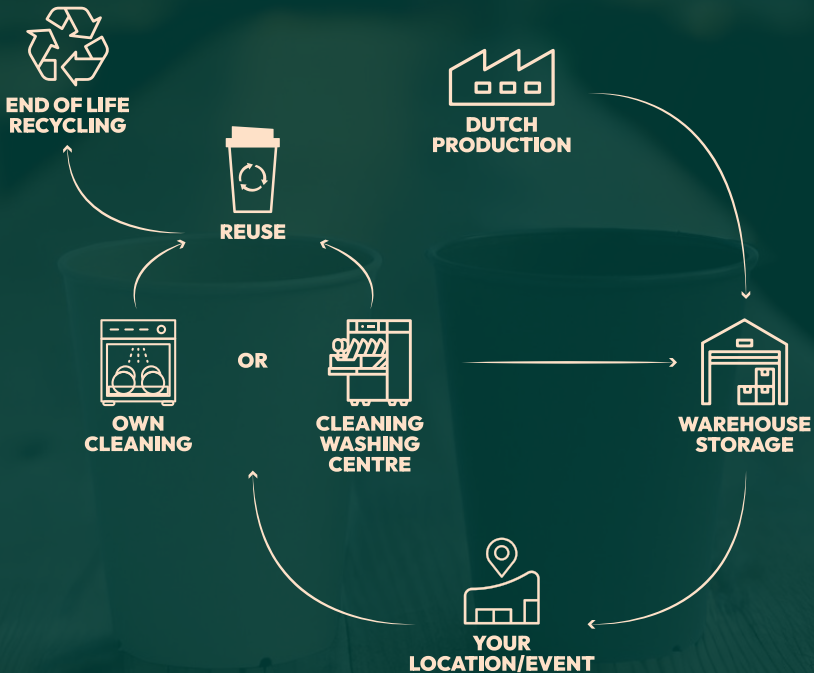 END OF LIFE
RECYCLING
DUTCH
PRODUCTION
REUSE
OR
OWN
CLEANING
CLEANING
WASHING
CENTRE
WAREHOUSE
STORAGE
YOUR
LOCATION/EVENT